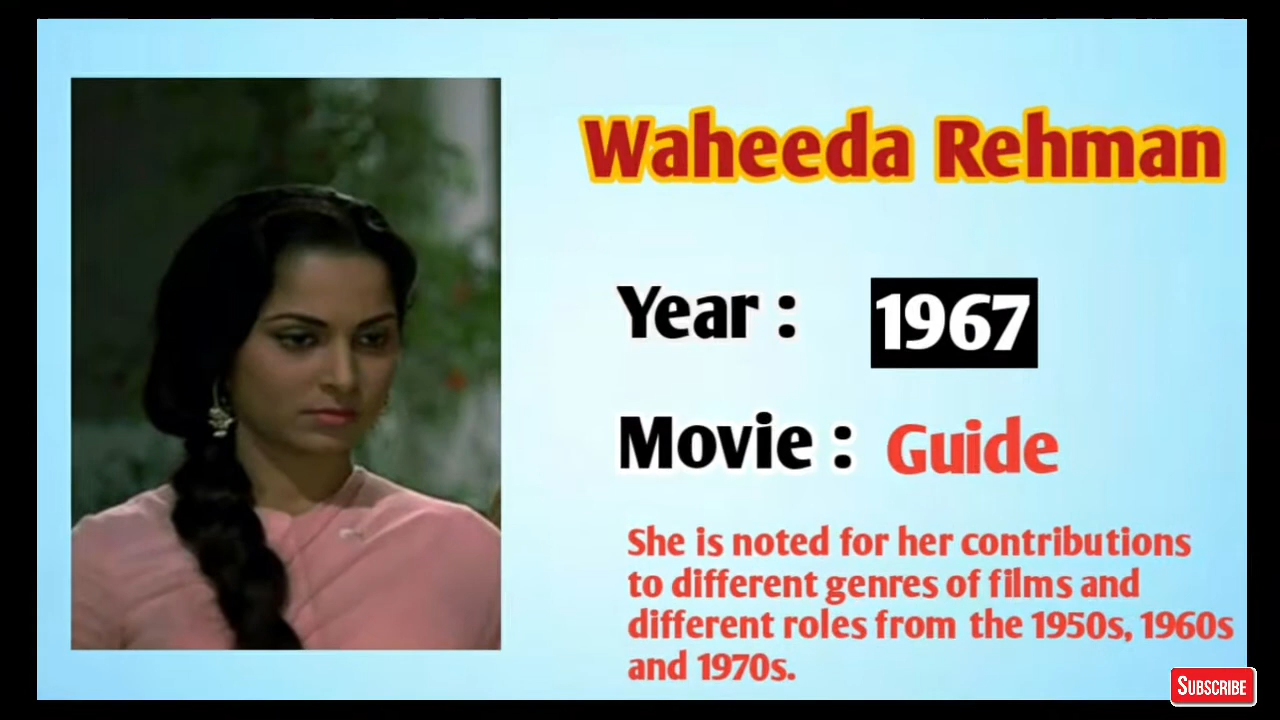 Waheeda Rehman
Year : 1967
Movie : Guide
She is noted for her contributions
to different genres of films and
different roles from the 1950s, 1960s
and 1970s.
SUBSCRIBE